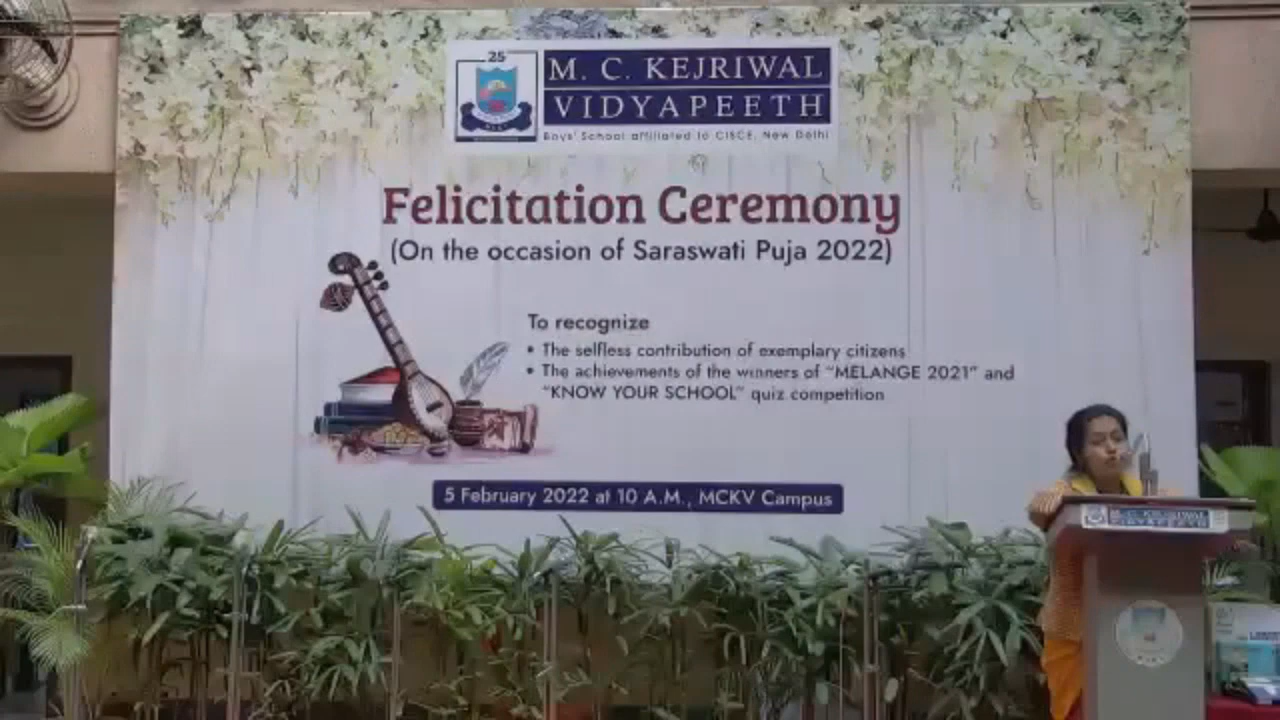 25
M. C. KEJRIWAL
VIDYAPEETH
Boys' School affiliated to CISCE, New Delhi
Felicitation Ceremony
(On the occasion of Saraswati Puja 2022)
To recognize
• The selfless contribution of exemplary citizens
• The achievements of the winners of “MELANGE 2021” and
“KNOW YOUR SCHOOL” quiz competition
5 February 2022 at 10 A.M., MCKV Campus
M. C. KEJRIWAL
VIDYAPEETH